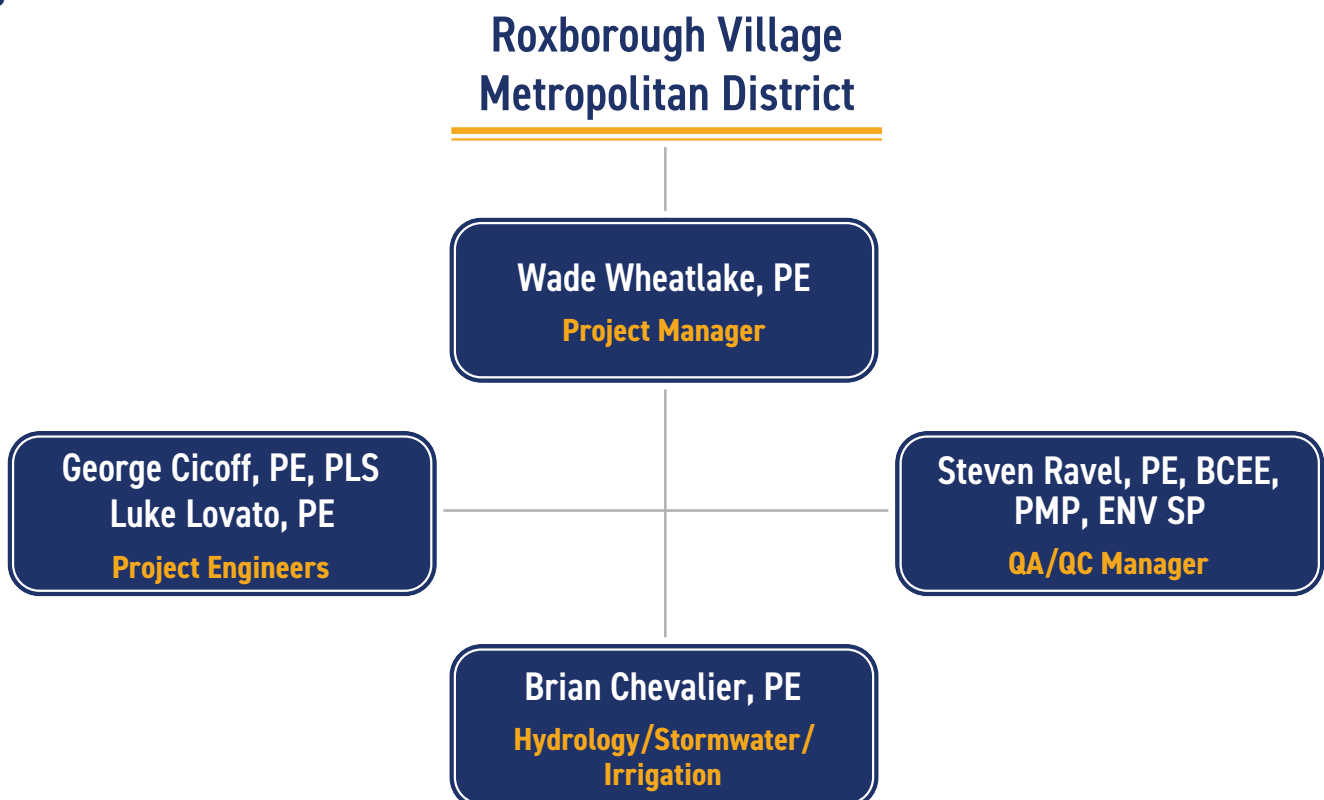 Roxborough Village
Metropolitan District
Wade Wheatlake, PE
Project Manager
George Cicoff, PE, PLS
Luke Lovato, PE
Project Engineers
Steven Ravel, PE, BCEE,
PMP, ENV SP
QA/QC Manager
Brian Chevalier, PE
Hydrology/Stormwater/
Irrigation